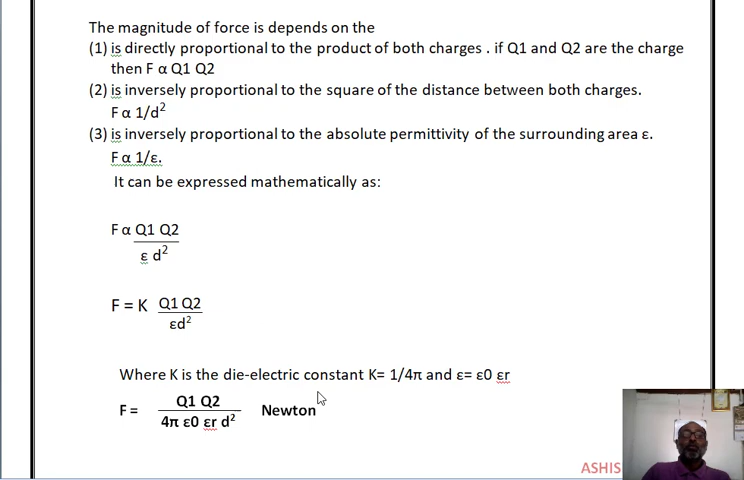 The magnitude of force is depends on the
(1) is directly proportional to the product of both charges . if Q1 and Q2 are the charge
then F α Q1 Q2
(2) is inversely proportional to the square of the distance between both charges.
F α 1/d²
(3) is inversely proportional to the absolute permittivity of the surrounding area ε.
F α 1/ε.
It can be expressed mathematically as:
F α Q1 Q2
ε d²
F = K Q1 Q2
εd²
Where K is the die-electric constant K= 1/4π and ε= ε0 εr
F = Q1 Q2 Newton
4π ε0 εr d²
ASHIS